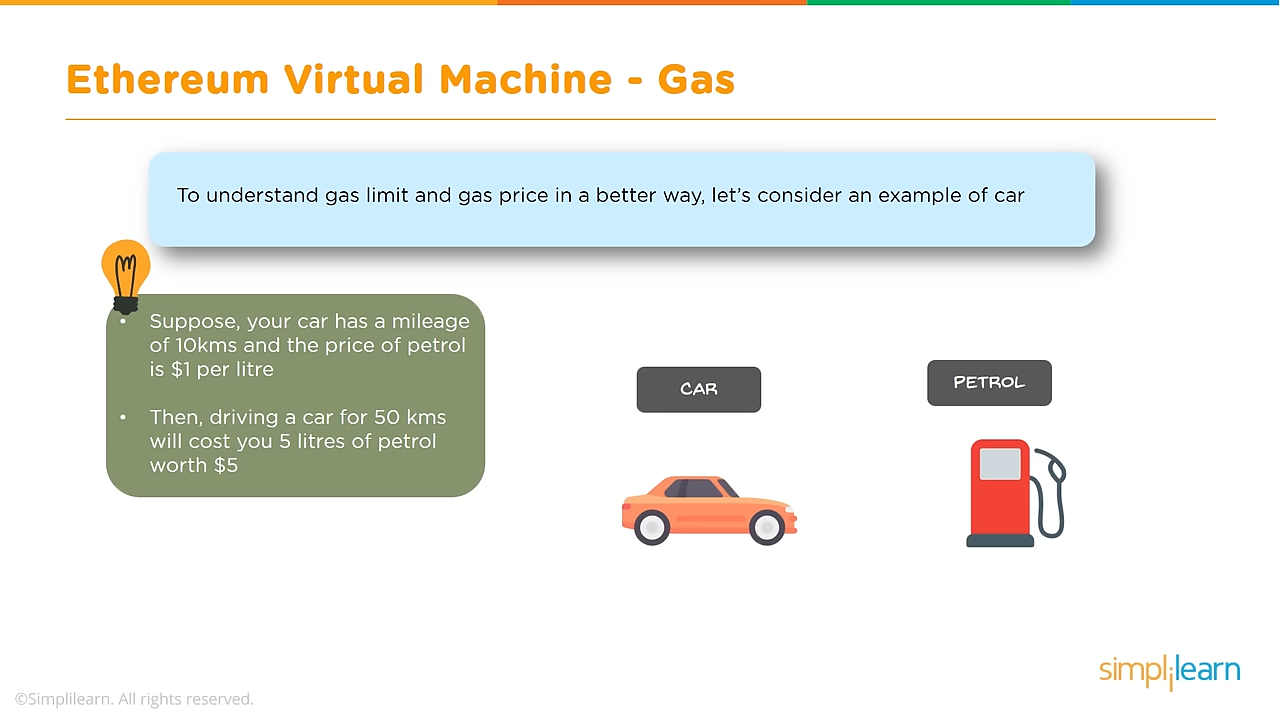 Ethereum Virtual Machine - Gas
To understand gas limit and gas price in a better way, let's consider an example of car
• Suppose, your car has a mileage
of 10kms and the price of petrol
is $1 per litre
• Then, driving a car for 50 kms
will cost you 5 litres of petrol
worth $5
CAR
PETROL
simplilearn
©Simplilearn. All rights reserved.